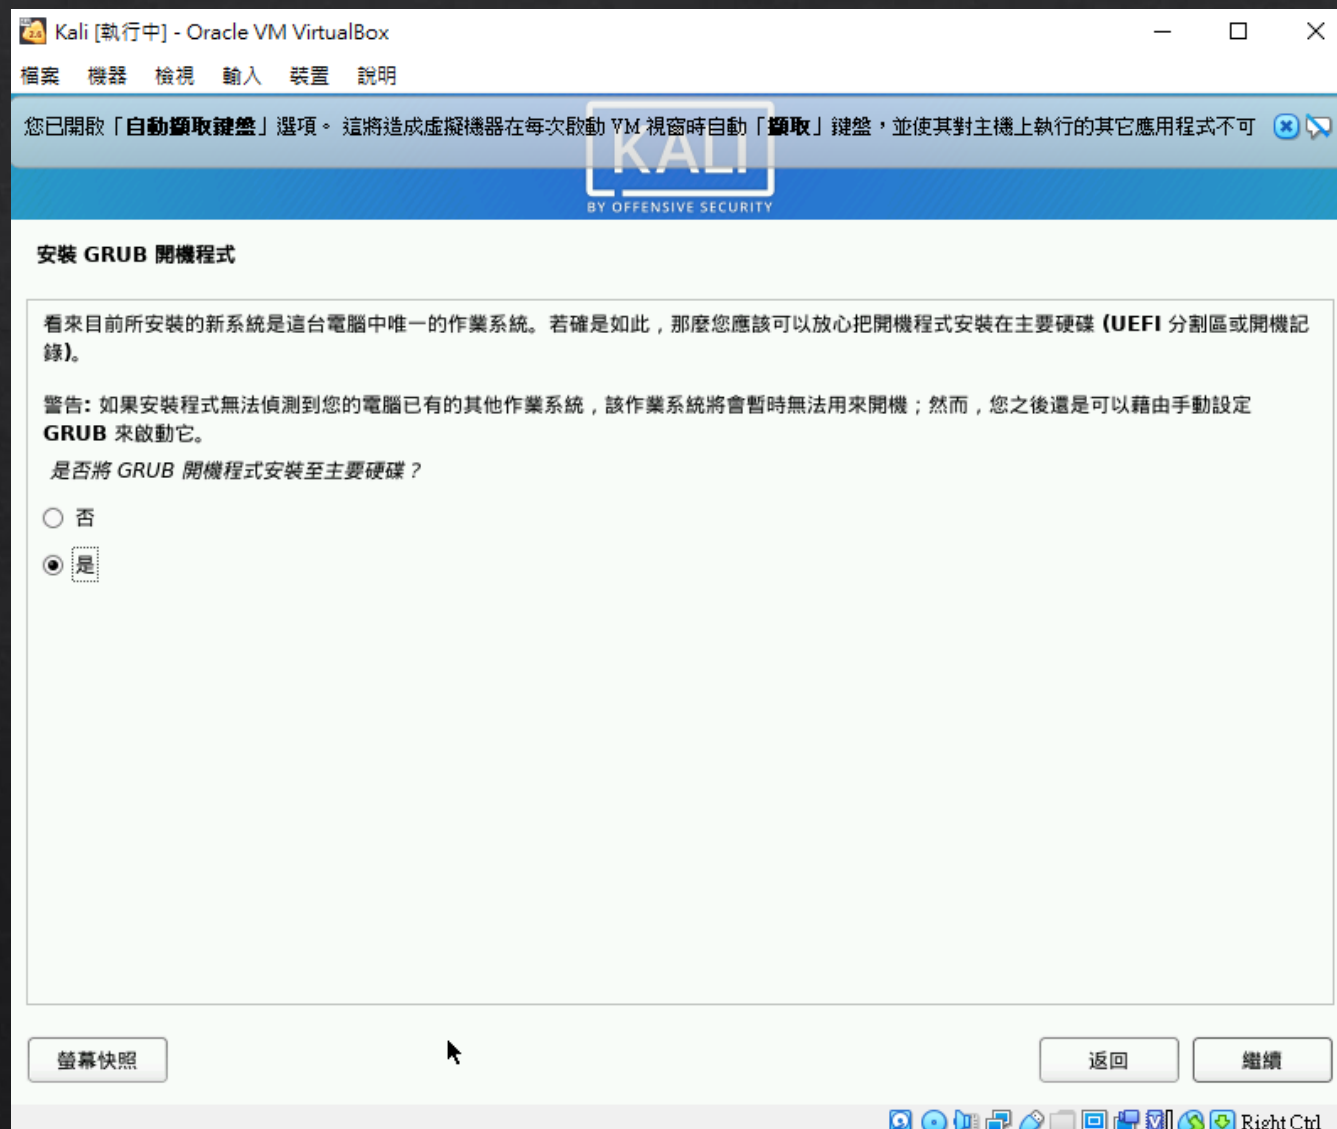 Kali [執行中] - Oracle VM VirtualBox
檔案 機器 檢視 輸入 裝置 說明
您已開啟「自動擷取鍵盤」選項。 這將造成虛擬機器在每次啟動 VM 視窗時自動「擷取」鍵盤，並使其對主機上執行的其它應用程式不可
KALI
BY OFFENSIVE SECURITY
安裝 GRUB 開機程式
看來目前所安裝的新系統是這台電腦中唯一的作業系統。若確是如此，那麼您應該可以放心把開機程式安裝在主要硬碟 (UEFI 分割區或開機記
錄)。
警告: 如果安裝程式無法偵測到您的電腦已有的其他作業系統，該作業系統將會暫時無法用來開機；然而，您之後還是可以藉由手動設定
GRUB 來啟動它。
是否將 GRUB 開機程式安裝至主要硬碟？
否
是
螢幕快照
返回
繼續
Right Ctrl